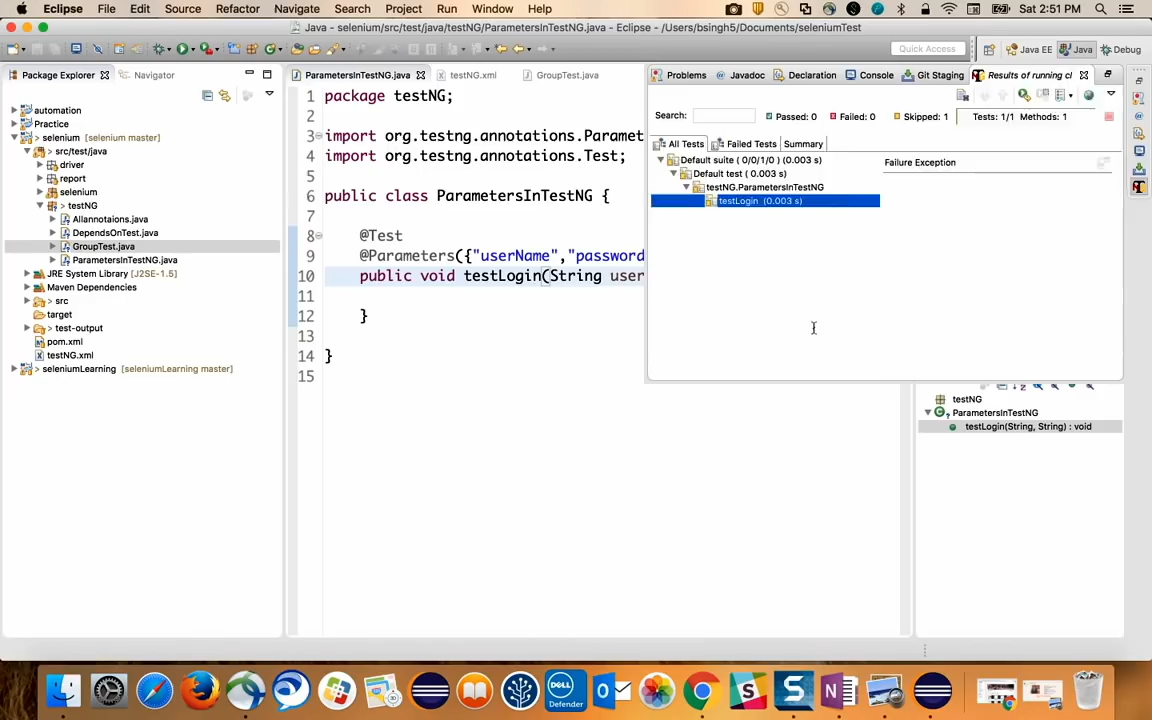 Eclipse File Edit Source Refactor Navigate Search Project Run Window Help Sat 2:51 PM
Java – selenium/src/test/java/testNG/ParametersInTestNG.java – Eclipse – /Users/bsingh5/Documents/seleniumTest
Quick Access Java EE Java Debug
Package Explorer Navigator
automation
Practice
> selenium [selenium master]
> src/test/java
> driver
> report
> selenium
> testNG
Allannotaions.java
DependsOnTest.java
GroupTest.java
ParametersInTestNG.java
JRE System Library [J2SE-1.5]
Maven Dependencies
> src
target
> test-output
pom.xml
testNG.xml
> seleniumLearning [seleniumLearning master]
ParametersInTestNG.java testNG.xml GroupTest.java
1 package testNG;
2
3 import org.testng.annotations.Paramet
4 import org.testng.annotations.Test;
5
6 public class ParametersInTestNG {
7
8 @Test
9 @Parameters({"userName","password
10 public void testLogin(String user
11
12 }
13
14 }
15
Problems Javadoc Declaration Console Git Staging Results of running cl
Search: Passed: 0 Failed: 0 Skipped: 1 Tests: 1/1 Methods: 1
All Tests Failed Tests Summary
Default suite ( 0/0/1/0 ) (0.003 s)
Default test ( 0.003 s)
testNG.ParametersInTestNG
testLogin (0.003 s)
Failure Exception
testNG
ParametersInTestNG
testLogin(String, String) : void
DELL
Defender